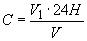 C = V₁ · 24H / V